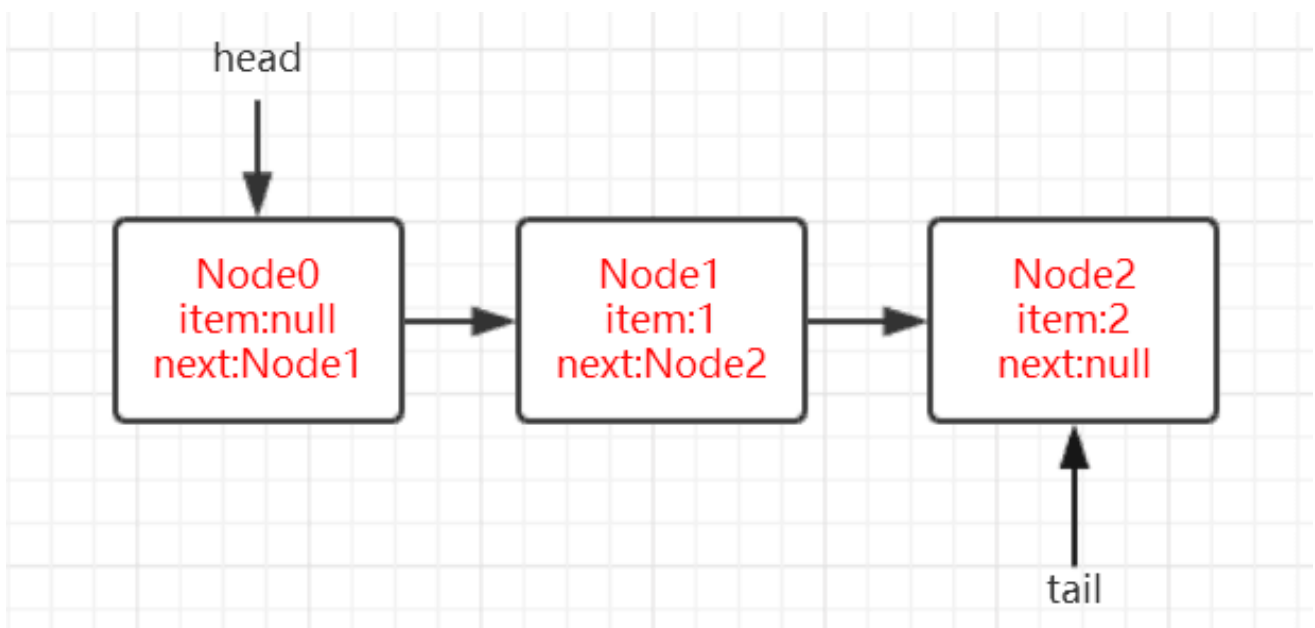 head
Node0
item:null
next:Node1
Node1
item:1
next:Node2
Node2
item:2
next:null
tail